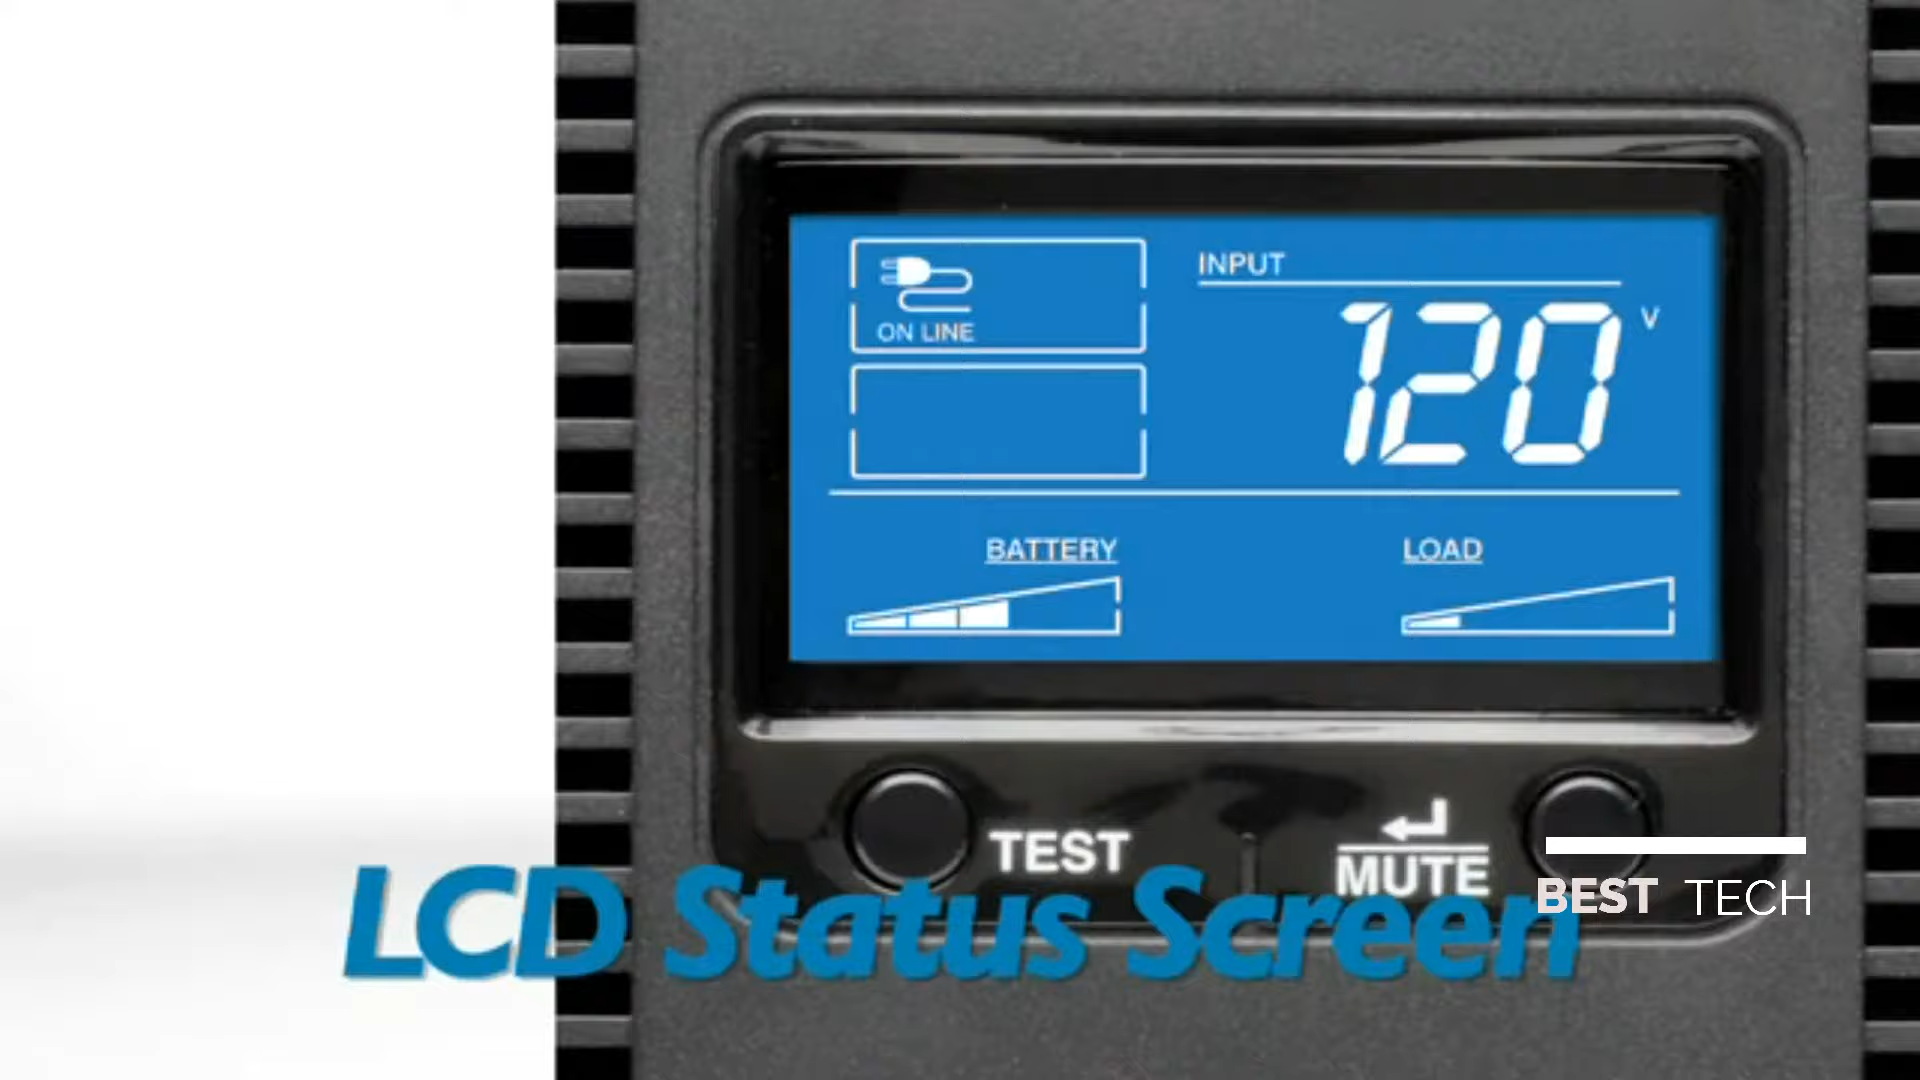 INPUT
120 V
ON LINE
BATTERY
LOAD
TEST
MUTE
LCD Status Screen
BEST TECH